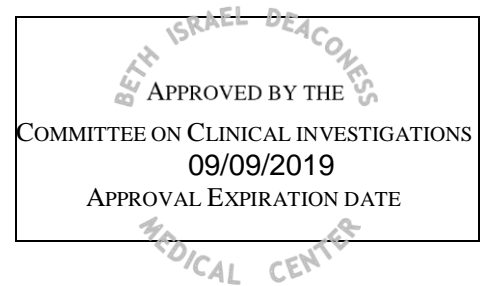 BETH ISRAEL DEACONESS
APPROVED BY THE
COMMITTEE ON CLINICAL INVESTIGATIONS
09/09/2019
APPROVAL EXPIRATION DATE
MEDICAL CENTER